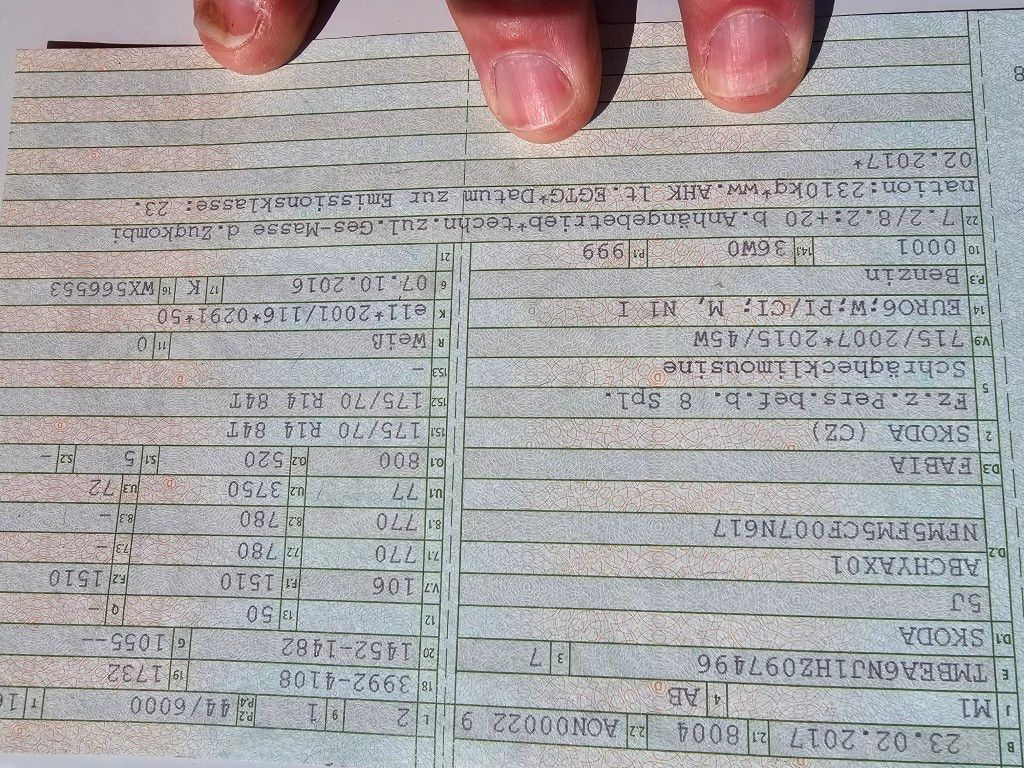 B 23.02.2017 2.1 8004 2.2 AON00022 9
J M1 4 AB
E TMBEA6NJ1HZ097496 3 7
D.1 SKODA
5J
D.2 ABCHYAX01
NFM5FM5CF007N617
D.3 FABIA
2 SKODA (CZ)
5 Fz.z.Pers.bef.b. 8 Spl.
Schräghecklimousine
V.9 715/2007*2015/45W
14 EURO6;W;PI/CI; M, N1 I
P.3 Benzin
10 0001 14.1 36W0 P.1 999
L 2 9 1 P.2 P.4 44/6000 T
18 3992-4108 19 1732
20 1452-1482 G 1055--
12 13 50 Q -
V.7 106 F.1 1510 F.2 1510
7.1 770 7.2 780 7.3 -
8.1 770 8.2 780 8.3 -
U.1 77 U.2 3750 U.3 72
O.1 800 O.2 520 S.1 5 S.2 -
15.1 175/70 R14 84T
15.2 175/70 R14 84T
15.3 -
R Weiß 11 0
K e11*2001/116*0291*50
6 07.10.2016 17 K 16 WX566553
21
22 7.2/8.2:+20 b.Anhängebetrieb*techn.zul.Ges-Masse d.Zugkombi
nation:2310kg*ww.AHK lt.EGTG*Datum zur Emissionsklasse: 23.
02.2017*